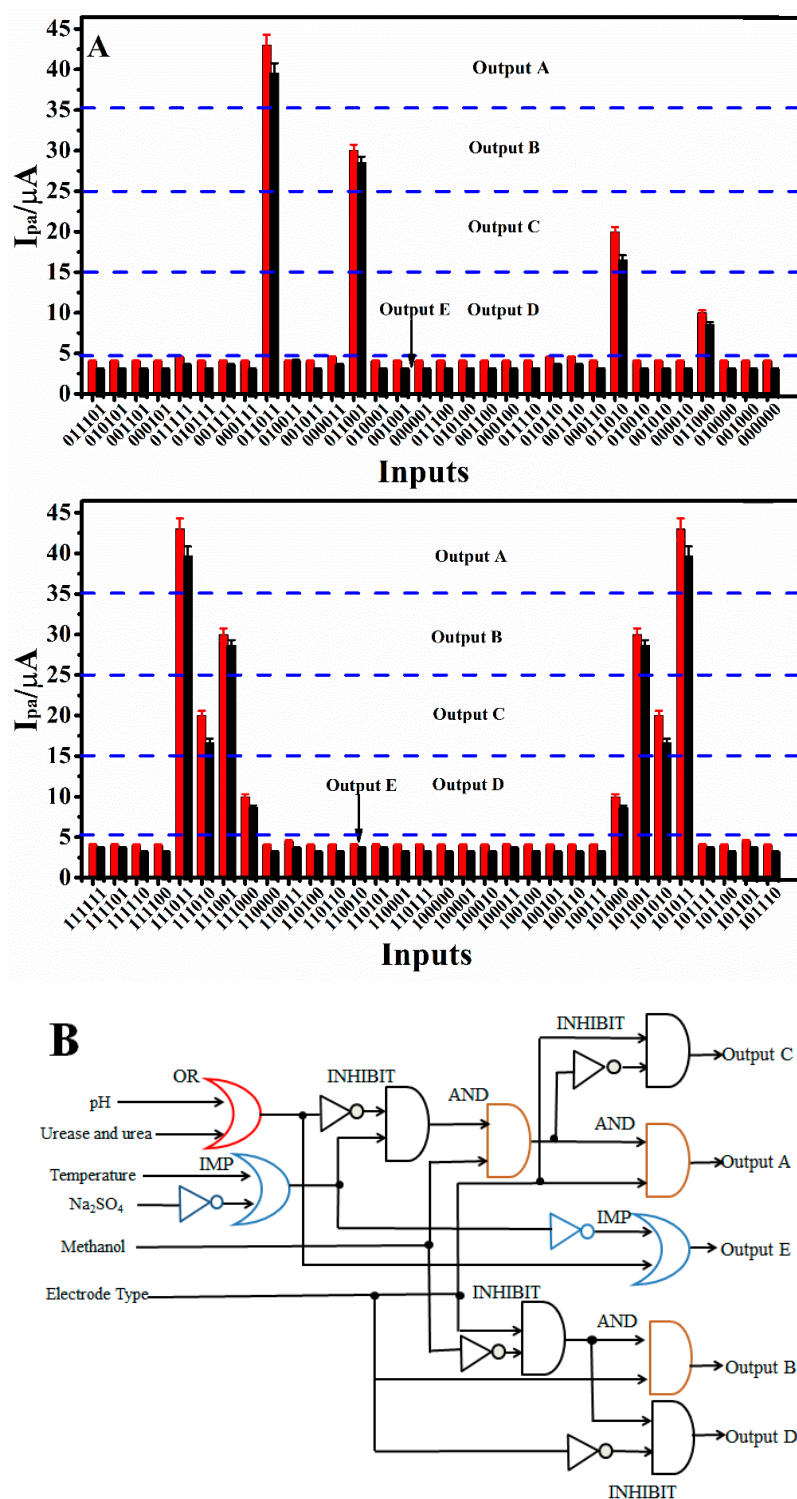 A
45
40
35
30
25
20
15
10
5
0
Ipa/μA
Output A
Output B
Output C
Output E
Output D
011101 010101 001101 000101 011111 010111 001111 000111 011011 010011 001011 000011 011001 010001 001001 000001 011100 010100 001100 000100 011110 010110 001110 000110 011010 010010 001010 000010 011000 010000 001000 000000
Inputs
45
40
35
30
25
20
15
10
5
0
Ipa/μA
Output A
Output B
Output C
Output E
Output D
111111 111101 111110 111100 111011 111010 111001 111000 110000 110011 110100 110110 110010 110101 110001 110111 100000 100001 100010 100011 100100 100101 100110 100111 101000 101001 101010 101011 101111 101100 101101 101110
Inputs
B
INHIBIT
Output C
OR
INHIBIT
pH
AND
Urease and urea
AND
IMP
Output A
Temperature
Na₂SO₄
IMP
Methanol
Output E
Electrode Type
INHIBIT
AND
Output B
Output D
INHIBIT